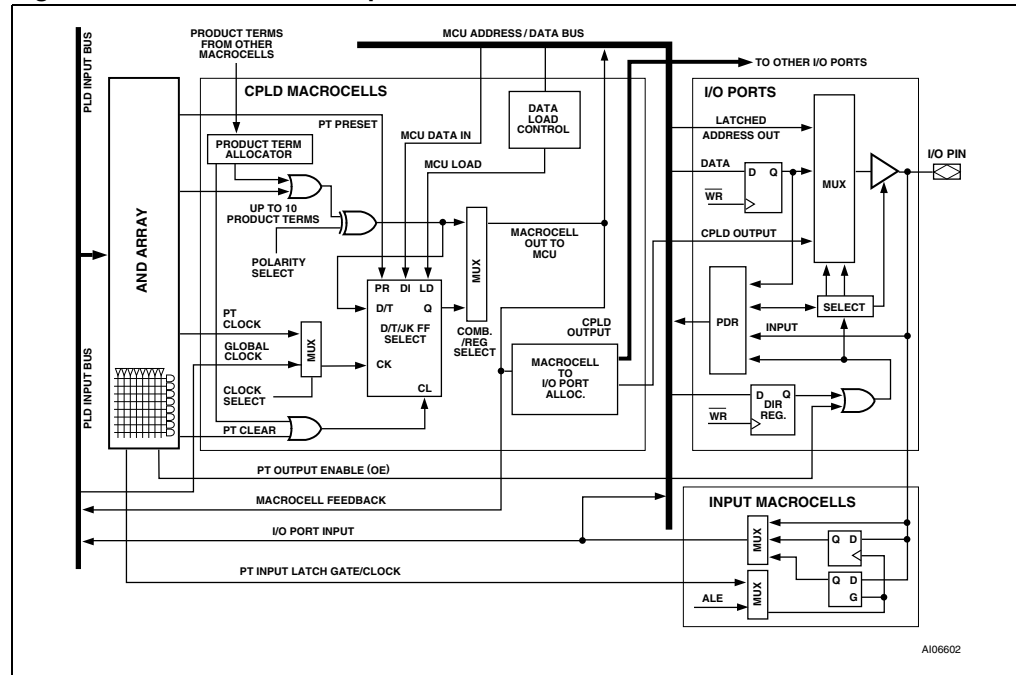 PRODUCT TERMS
FROM OTHER
MACROCELLS
MCU ADDRESS / DATA BUS
TO OTHER I/O PORTS
PLD INPUT BUS
CPLD MACROCELLS
I/O PORTS
PT PRESET
MCU DATA IN
DATA
LOAD
CONTROL
LATCHED
ADDRESS OUT
PRODUCT TERM
ALLOCATOR
MCU LOAD
DATA
D Q
WR
MUX
I/O PIN
AND ARRAY
UP TO 10
PRODUCT TERMS
POLARITY
SELECT
MUX
MACROCELL
OUT TO
MCU
CPLD OUTPUT
PR DI LD
D/T Q
D/T/JK FF
SELECT
CK
CL
COMB.
/REG
SELECT
CPLD
OUTPUT
PDR
SELECT
INPUT
PT
CLOCK
GLOBAL
CLOCK
MUX
CLOCK
SELECT
MACROCELL
TO
I/O PORT
ALLOC.
PLD INPUT BUS
PT CLEAR
D Q
DIR
REG.
WR
PT OUTPUT ENABLE (OE)
MACROCELL FEEDBACK
I/O PORT INPUT
INPUT MACROCELLS
MUX
Q D
PT INPUT LATCH GATE/CLOCK
MUX
Q D
G
ALE
AI06602